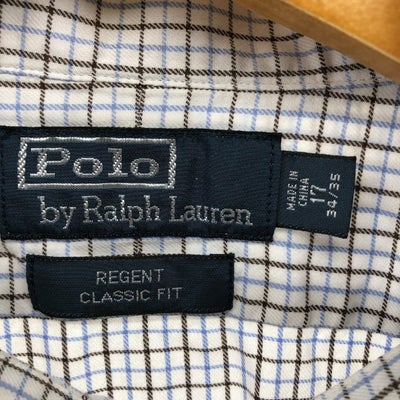 Polo
by Ralph Lauren
MADE IN
CHINA
17
34/35
REGENT
CLASSIC FIT